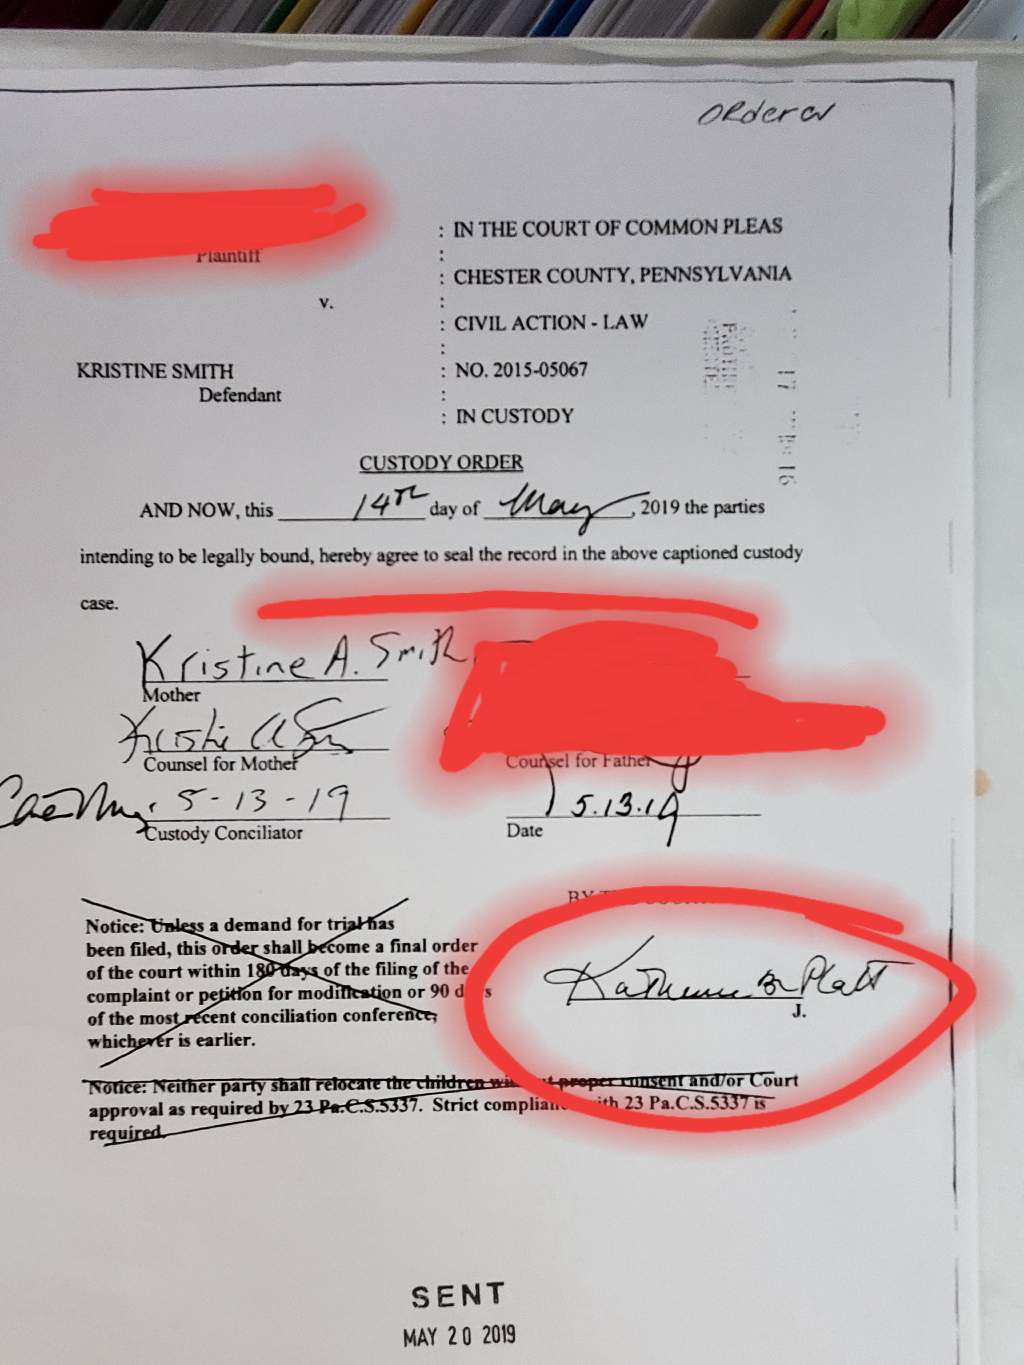 ORder CV
: IN THE COURT OF COMMON PLEAS
Plaintiff :
: CHESTER COUNTY, PENNSYLVANIA
v. :
: CIVIL ACTION - LAW
:
KRISTINE SMITH : NO. 2015-05067
Defendant :
: IN CUSTODY
CUSTODY ORDER
AND NOW, this 14TH day of May, 2019 the parties
intending to be legally bound, hereby agree to seal the record in the above captioned custody
case.
Kristine A. Smith
Mother
Counsel for Mother Counsel for Father
5-13-19 5.13.19
Custody Conciliator Date
Notice: Unless a demand for trial has
been filed, this order shall become a final order
of the court within 180 days of the filing of the
complaint or petition for modification or 90 days
of the most recent conciliation conference,
whichever is earlier.
Katherine B Platt
J.
Notice: Neither party shall relocate the children without proper consent and/or Court
approval as required by 23 Pa.C.S.5337. Strict compliance with 23 Pa.C.S.5337 is
required.
SENT
MAY 20 2019